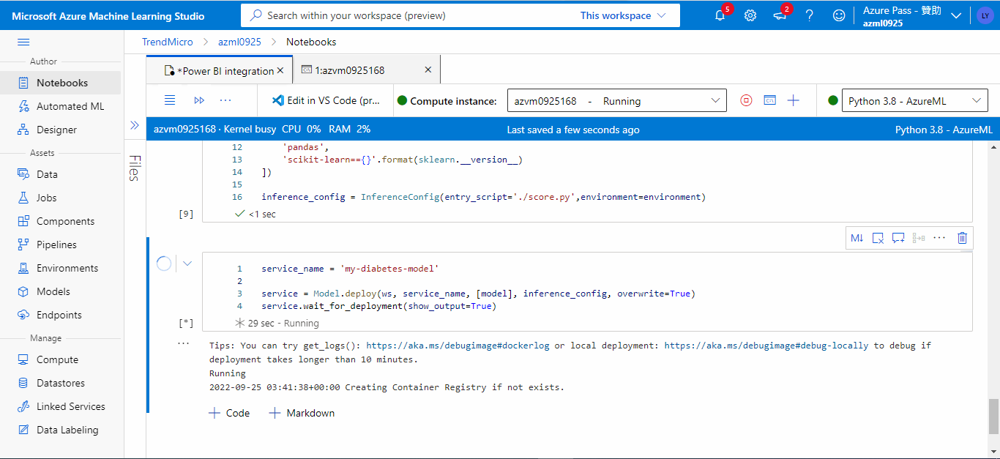 Microsoft Azure Machine Learning Studio
Search within your workspace (preview)
This workspace
5
2
Azure Pass - 贊助
azml0925
LY
TrendMicro > azml0925 > Notebooks
Author
Notebooks
Automated ML
Designer
Assets
Data
Jobs
Components
Pipelines
Environments
Models
Endpoints
Manage
Compute
Datastores
Linked Services
Data Labeling
Files
*Power BI integration
1:azvm0925168
Edit in VS Code (pr...
Compute instance:
azvm0925168 - Running
Python 3.8 - AzureML
azvm0925168 · Kernel busy CPU 0% RAM 2%
Last saved a few seconds ago
Python 3.8 - AzureML
12 'pandas',
13 'scikit-learn=={}'.format(sklearn.__version__)
14 ])
15
16 inference_config = InferenceConfig(entry_script='./score.py',environment=environment)
[9] <1 sec
M↓
1 service_name = 'my-diabetes-model'
2
3 service = Model.deploy(ws, service_name, [model], inference_config, overwrite=True)
4 service.wait_for_deployment(show_output=True)
[*] 29 sec - Running
Tips: You can try get_logs(): https://aka.ms/debugimage#dockerlog or local deployment: https://aka.ms/debugimage#debug-locally to debug if
deployment takes longer than 10 minutes.
Running
2022-09-25 03:41:38+00:00 Creating Container Registry if not exists.
+ Code + Markdown